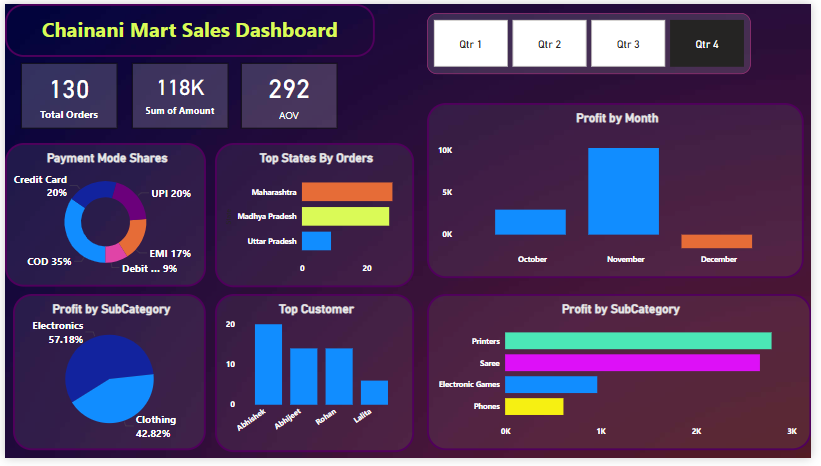 Chainani Mart Sales Dashboard
Qtr 1
Qtr 2
Qtr 3
Qtr 4
130
Total Orders
118K
Sum of Amount
292
AOV
Payment Mode Shares
Credit Card
20%
UPI 20%
EMI 17%
COD 35%
Debit ... 9%
Top States By Orders
Maharashtra
Madhya Pradesh
Uttar Pradesh
0
20
Profit by Month
10K
5K
0K
October
November
December
Profit by SubCategory
Electronics
57.18%
Clothing
42.82%
Top Customer
20
10
0
Abhishek
Abhijeet
Rohan
Lalita
Profit by SubCategory
Printers
Saree
Electronic Games
Phones
0K
1K
2K
3K